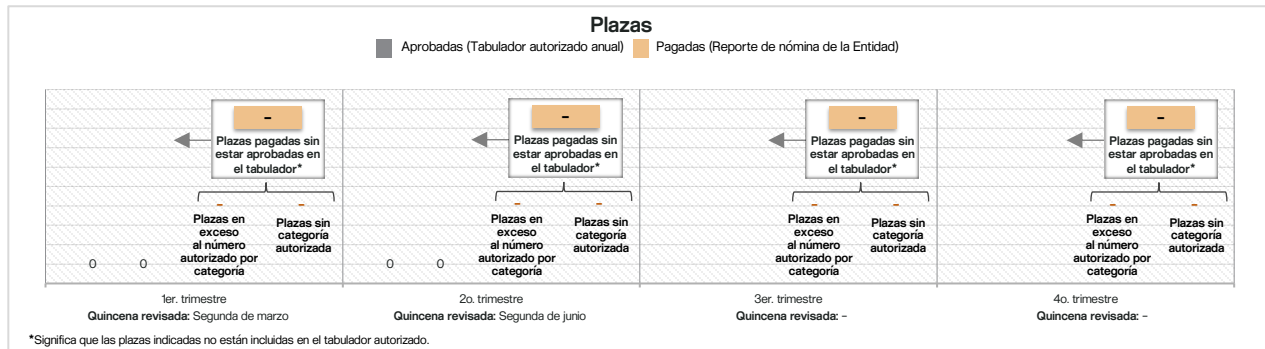 Plazas
Aprobadas (Tabulador autorizado anual) Pagadas (Reporte de nómina de la Entidad)
-
Plazas pagadas sin
estar aprobadas en
el tabulador*
-
Plazas en
exceso
al número
autorizado por
categoría
-
Plazas sin
categoría
autorizada
0 0
1er. trimestre
Quincena revisada: Segunda de marzo
-
Plazas pagadas sin
estar aprobadas en
el tabulador*
-
Plazas en
exceso
al número
autorizado por
categoría
-
Plazas sin
categoría
autorizada
0 0
2o. trimestre
Quincena revisada: Segunda de junio
-
Plazas pagadas sin
estar aprobadas en
el tabulador*
-
Plazas en
exceso
al número
autorizado por
categoría
-
Plazas sin
categoría
autorizada
3er. trimestre
Quincena revisada: -
-
Plazas pagadas sin
estar aprobadas en
el tabulador*
-
Plazas en
exceso
al número
autorizado por
categoría
-
Plazas sin
categoría
autorizada
4o. trimestre
Quincena revisada: -
*Significa que las plazas indicadas no están incluidas en el tabulador autorizado.